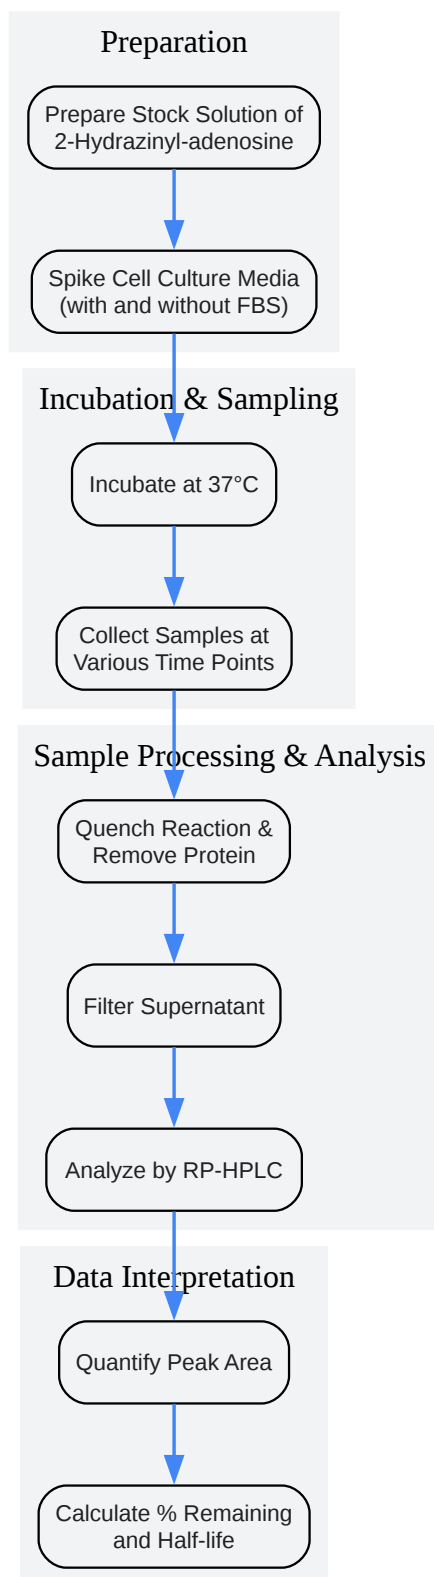 Preparation
Prepare Stock Solution of
2-Hydrazinyl-adenosine
Spike Cell Culture Media
(with and without FBS)
Incubation & Sampling
Incubate at 37°C
Collect Samples at
Various Time Points
Sample Processing & Analysis
Quench Reaction &
Remove Protein
Filter Supernatant
Analyze by RP-HPLC
Data Interpretation
Quantify Peak Area
Calculate % Remaining
and Half-life